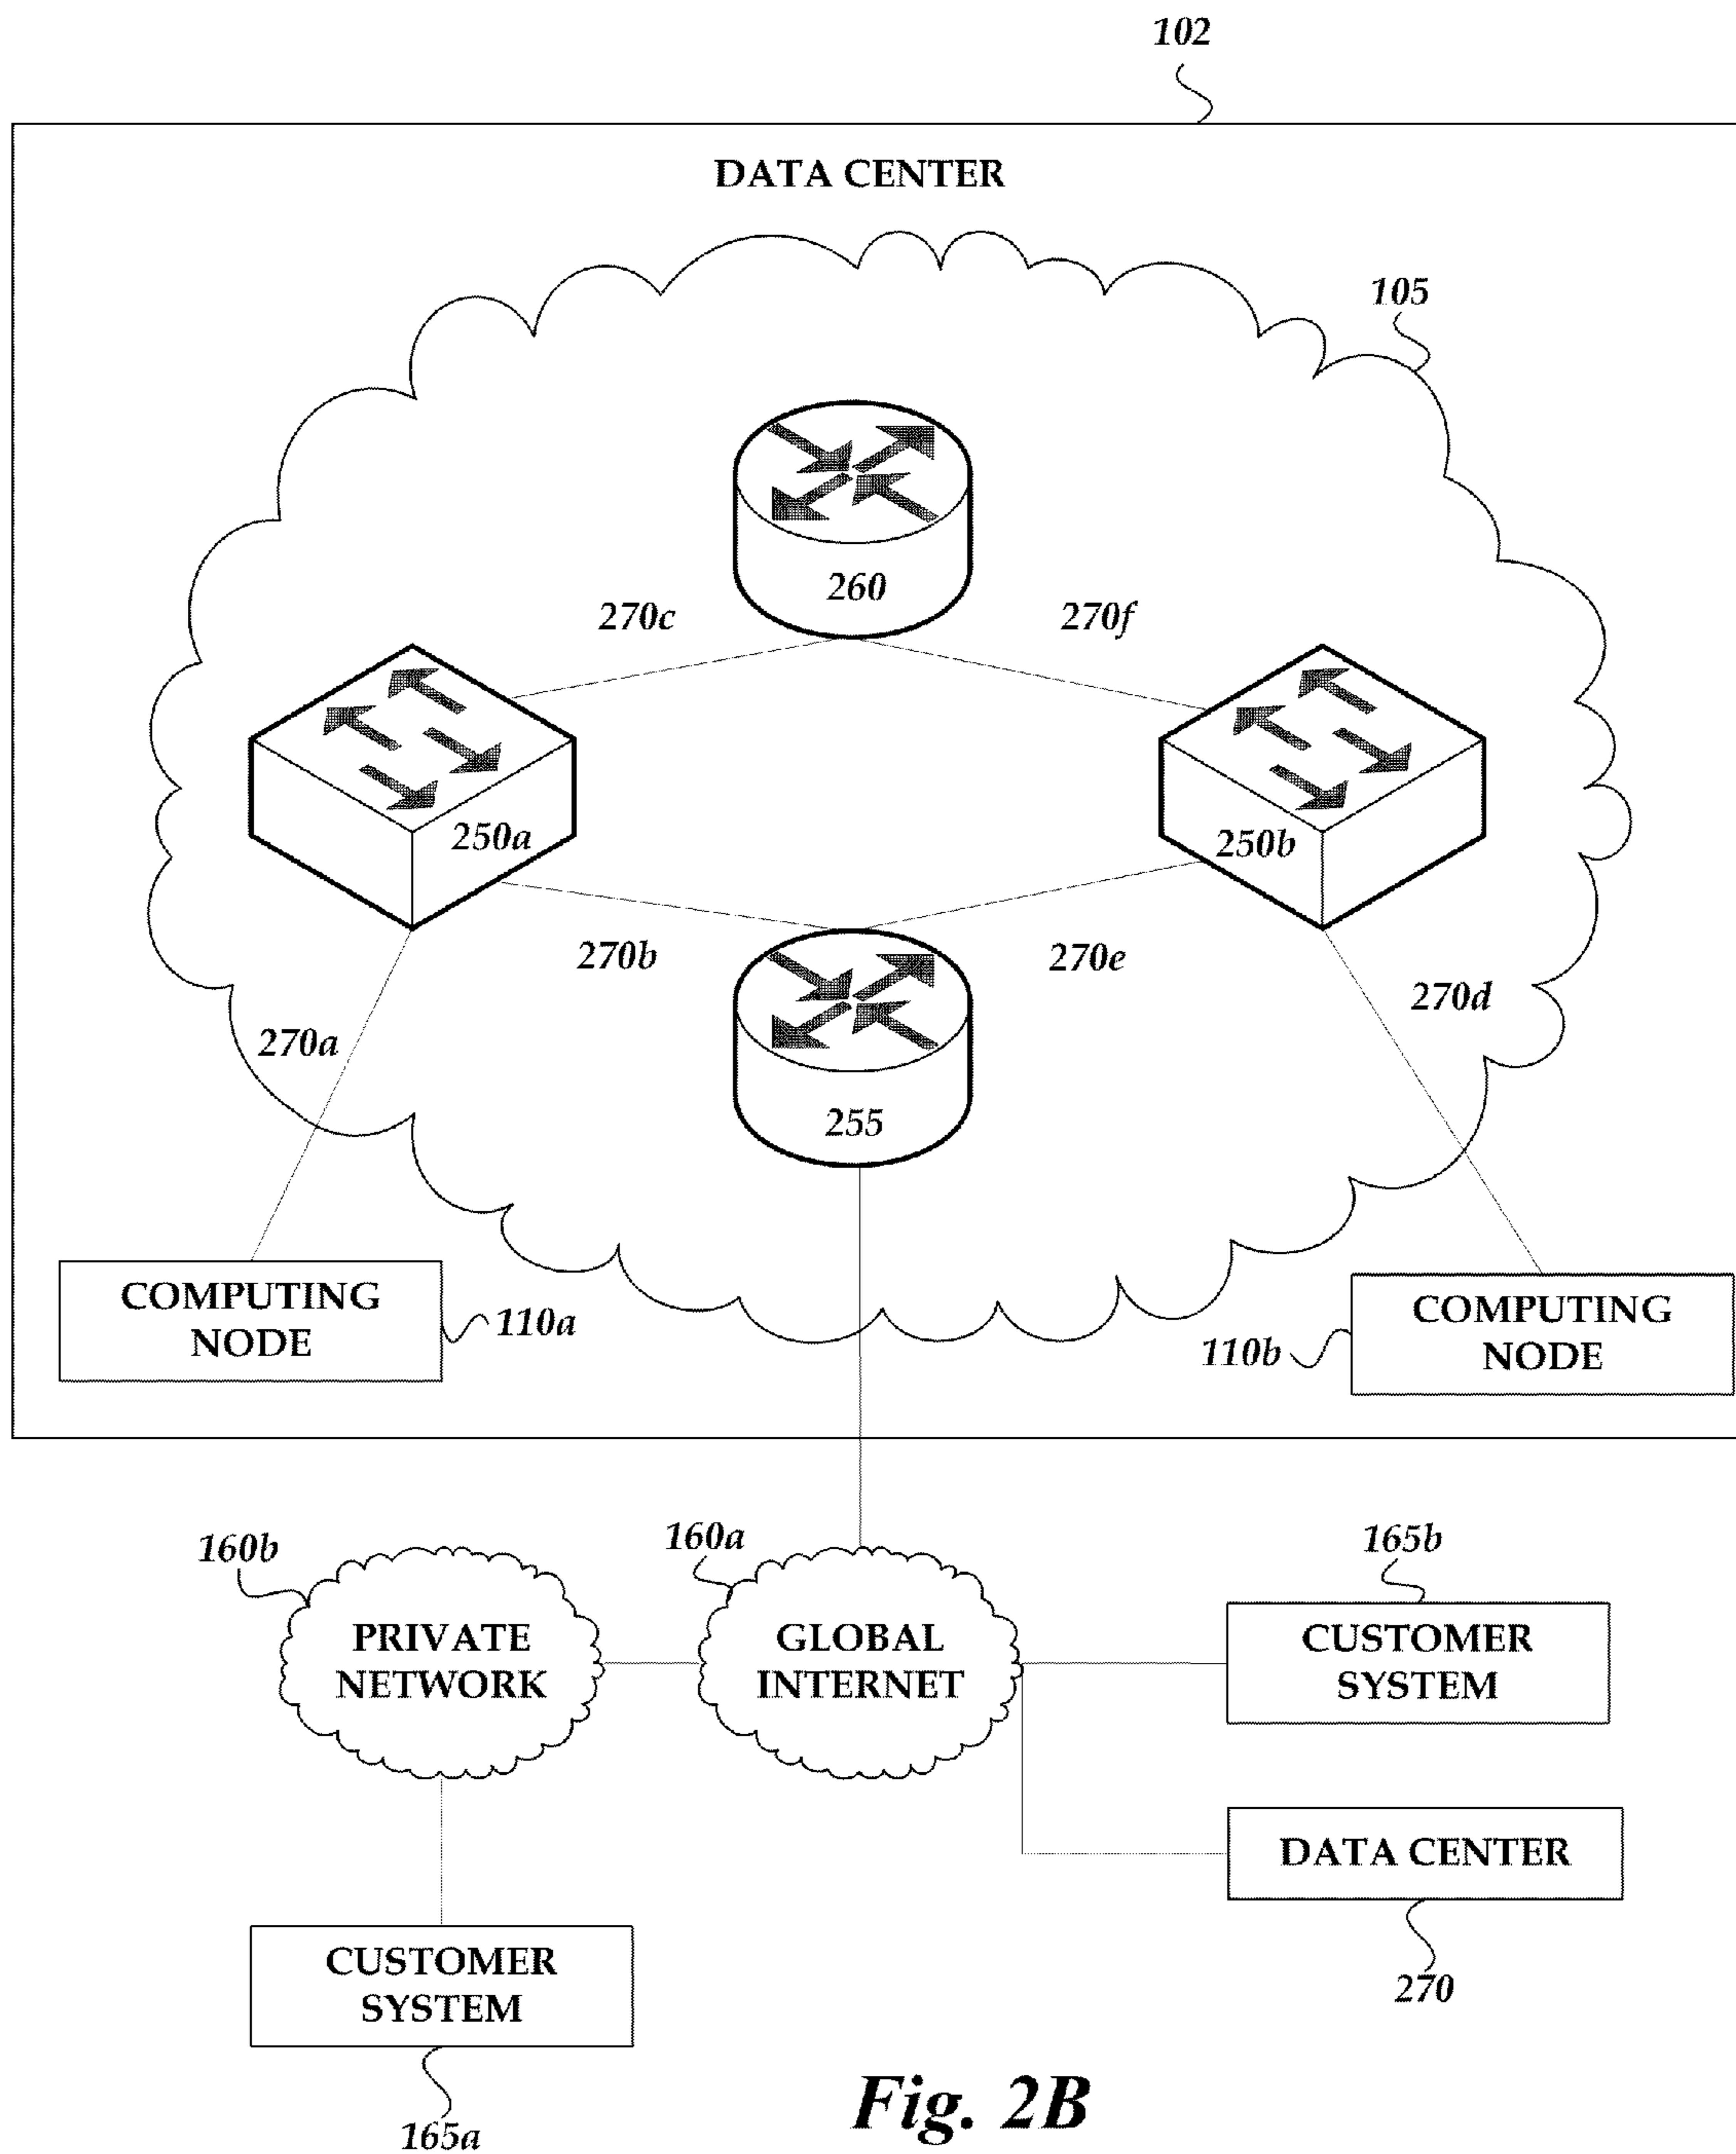 102
DATA CENTER
105
260
270c
270f
250a
250b
270b
270e
270d
270a
255
COMPUTING
NODE
110a
COMPUTING
NODE
110b
160b
160a
165b
PRIVATE
NETWORK
GLOBAL
INTERNET
CUSTOMER
SYSTEM
DATA CENTER
270
CUSTOMER
SYSTEM
165a
Fig. 2B